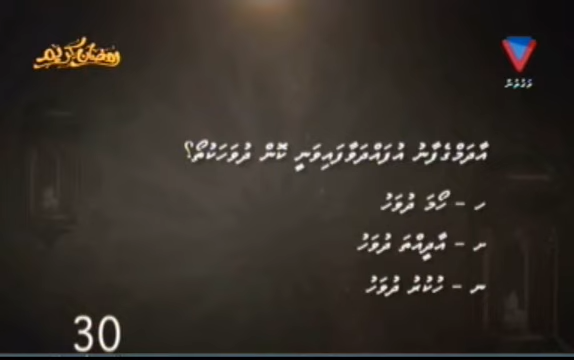 رمضان كريم
ވަގުތުން
އާދަމްގެފާނު އުފައްދަވާފައިވަނީ ކޮން ދުވަހަކުތޯ؟
ހ - ހޯމަ ދުވަހު
ށ - އާދީއްތަ ދުވަހު
ނ - ހުކުރު ދުވަހު
30